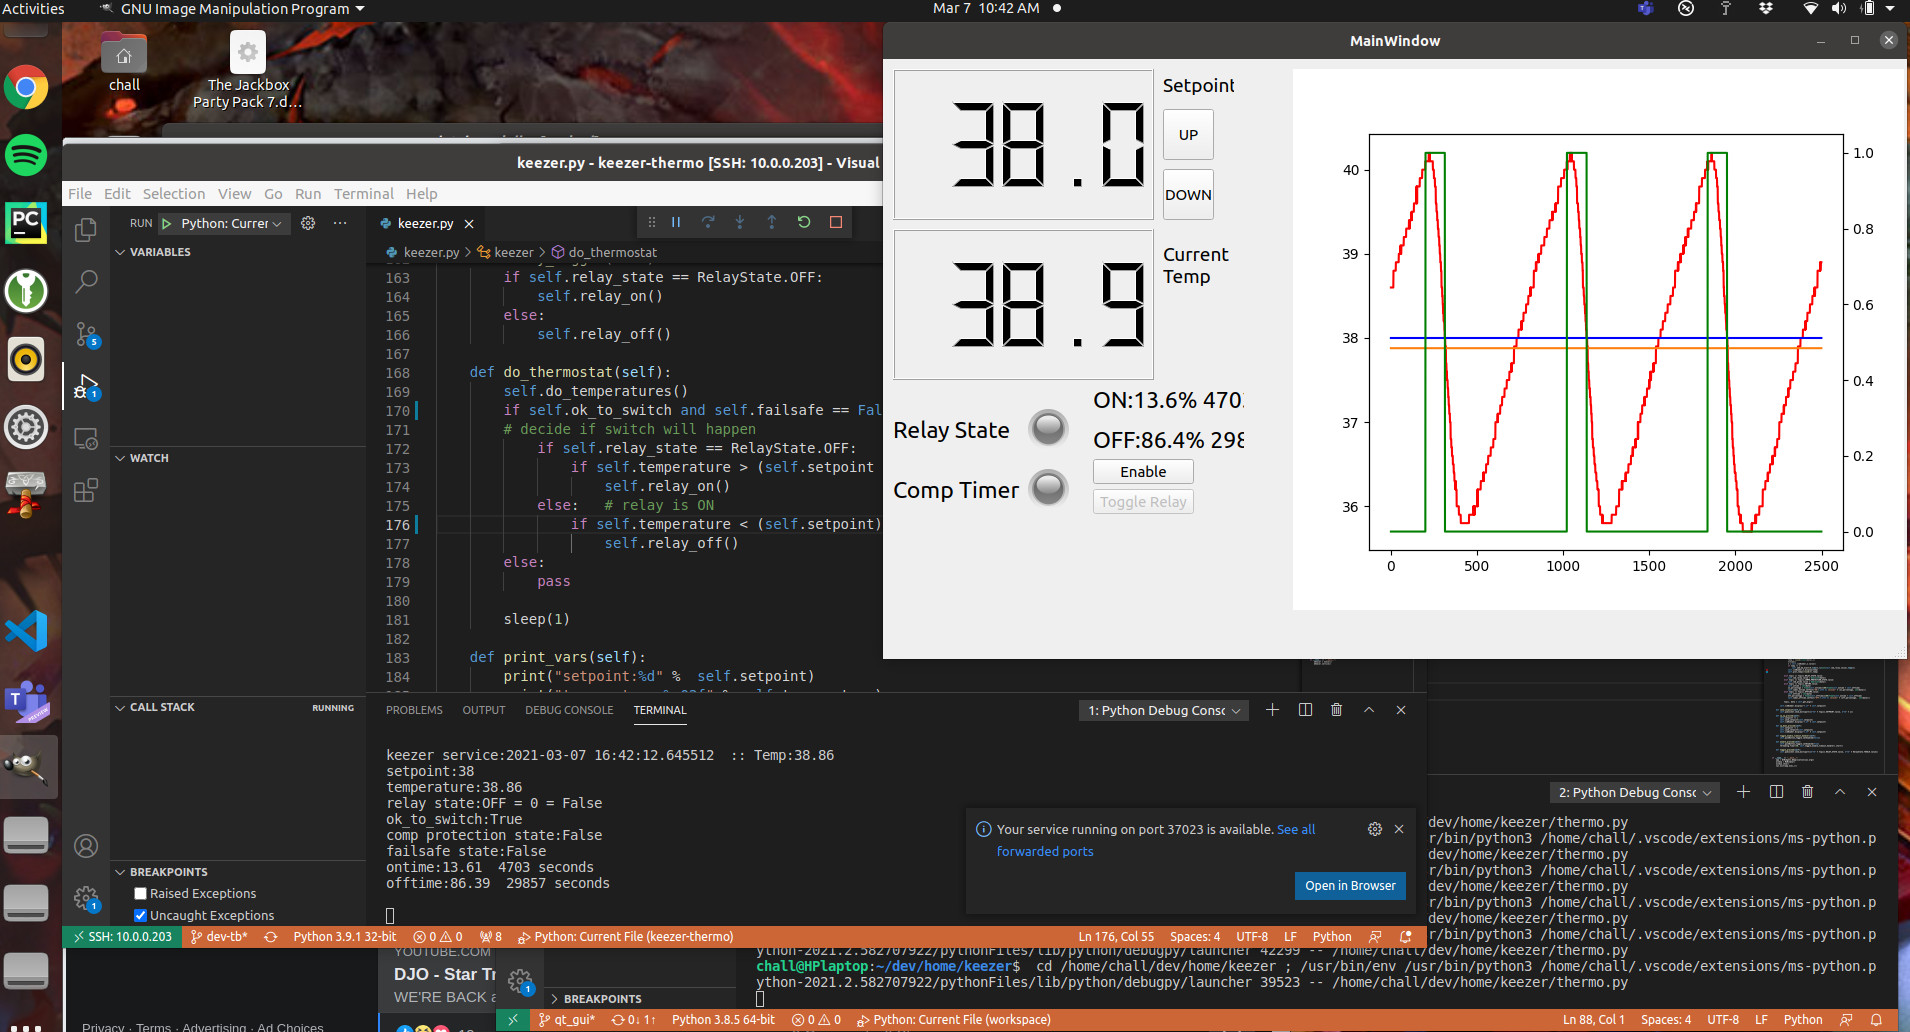 Activities
GNU Image Manipulation Program
Mar 7 10:42 AM
chall
The Jackbox
Party Pack 7.d...
keezer.py - keezer-thermo [SSH: 10.0.0.203] - Visual
File Edit Selection View Go Run Terminal Help
RUN Python: Currer
VARIABLES
WATCH
CALL STACK RUNNING
BREAKPOINTS
Raised Exceptions
Uncaught Exceptions
keezer.py
keezer.py > keezer > do_thermostat
163 if self.relay_state == RelayState.OFF:
164 self.relay_on()
165 else:
166 self.relay_off()
167
168 def do_thermostat(self):
169 self.do_temperatures()
170 if self.ok_to_switch and self.failsafe == Fal
171 # decide if switch will happen
172 if self.relay_state == RelayState.OFF:
173 if self.temperature > (self.setpoint
174 self.relay_on()
175 else: # relay is ON
176 if self.temperature < (self.setpoint)
177 self.relay_off()
178 else:
179 pass
180
181 sleep(1)
182
183 def print_vars(self):
184 print("setpoint:%d" % self.setpoint)
PROBLEMS OUTPUT DEBUG CONSOLE TERMINAL
1: Python Debug Consc
keezer service:2021-03-07 16:42:12.645512 :: Temp:38.86
setpoint:38
temperature:38.86
relay state:OFF = 0 = False
ok_to_switch:True
comp protection state:False
failsafe state:False
ontime:13.61 4703 seconds
offtime:86.39 29857 seconds
Your service running on port 37023 is available. See all
forwarded ports
Open in Browser
SSH: 10.0.0.203 dev-tb* Python 3.9.1 32-bit 0 0 8 Python: Current File (keezer-thermo) Ln 176, Col 55 Spaces: 4 UTF-8 LF Python
MainWindow
38.0
Setpoint
UP
DOWN
38.9
Current
Temp
ON:13.6% 470
Relay State
OFF:86.4% 298
Enable
Comp Timer
Toggle Relay
40
39
38
37
36
1.0
0.8
0.6
0.4
0.2
0.0
0 500 1000 1500 2000 2500
2: Python Debug Consc
dev/home/keezer/thermo.py
r/bin/python3 /home/chall/.vscode/extensions/ms-python.p
dev/home/keezer/thermo.py
r/bin/python3 /home/chall/.vscode/extensions/ms-python.p
dev/home/keezer/thermo.py
r/bin/python3 /home/chall/.vscode/extensions/ms-python.p
dev/home/keezer/thermo.py
r/bin/python3 /home/chall/.vscode/extensions/ms-python.p
ython-2021.2.582707922/pythonFiles/lib/python/debugpy/launcher 42299 -- /home/chall/dev/home/keezer/thermo.py
chall@HPlaptop:~/dev/home/keezer$ cd /home/chall/dev/home/keezer ; /usr/bin/env /usr/bin/python3 /home/chall/.vscode/extensions/ms-python.p
ython-2021.2.582707922/pythonFiles/lib/python/debugpy/launcher 39523 -- /home/chall/dev/home/keezer/thermo.py
YOUTUBE.COM
DJO - Star Tr
WE'RE BACK
BREAKPOINTS
Privacy · Terms · Advertising · Ad Choices
qt_gui* 0↓ 1↑ Python 3.8.5 64-bit 0 0 Python: Current File (workspace) Ln 88, Col 1 Spaces: 4 UTF-8 LF Python